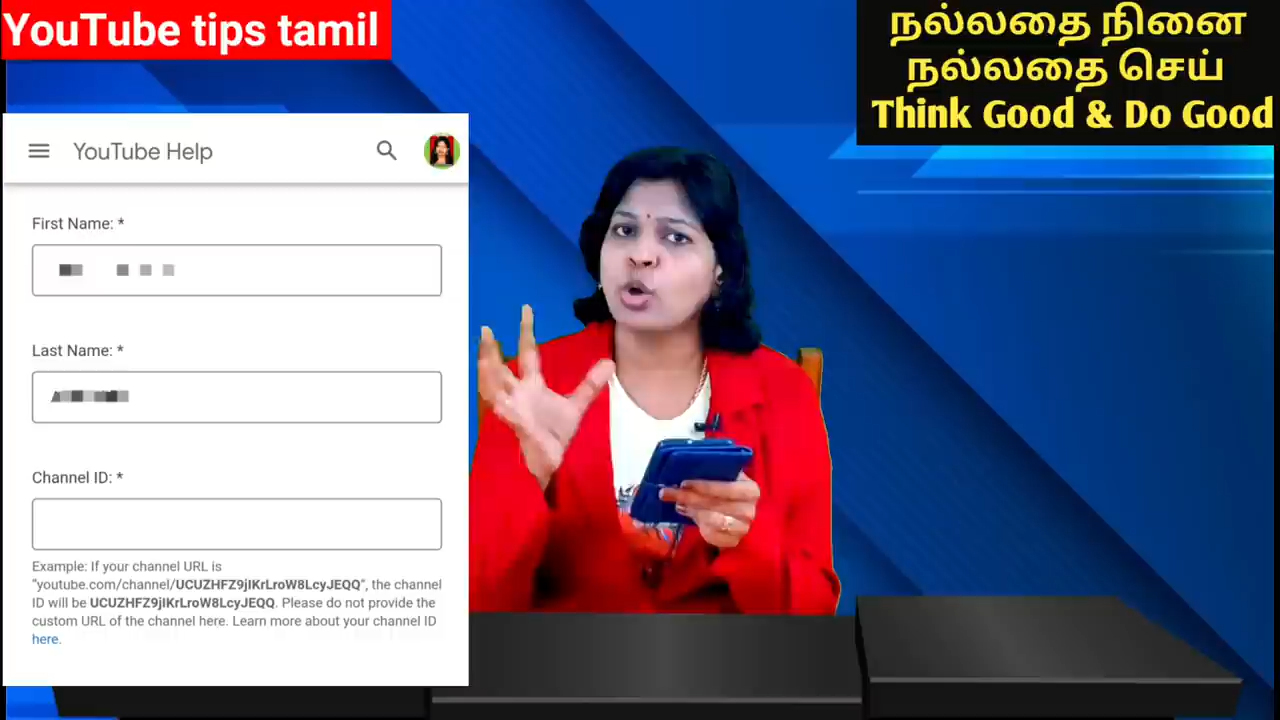 YouTube tips tamil
நல்லதை நினை
நல்லதை செய்
Think Good & Do Good
YouTube Help
First Name: *
Last Name: *
Channel ID: *
Example: If your channel URL is
"youtube.com/channel/UCUZHFZ9jIKrLroW8LcyJEQQ", the channel
ID will be UCUZHFZ9jIKrLroW8LcyJEQQ. Please do not provide the
custom URL of the channel here. Learn more about your channel ID
here.